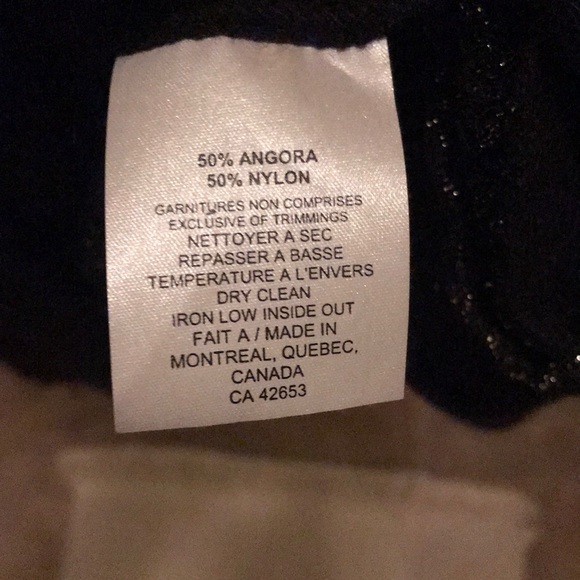 50% ANGORA
50% NYLON
GARNITURES NON COMPRISES
EXCLUSIVE OF TRIMMINGS
NETTOYER A SEC
REPASSER A BASSE
TEMPERATURE A L'ENVERS
DRY CLEAN
IRON LOW INSIDE OUT
FAIT A / MADE IN
MONTREAL, QUEBEC,
CANADA
CA 42653